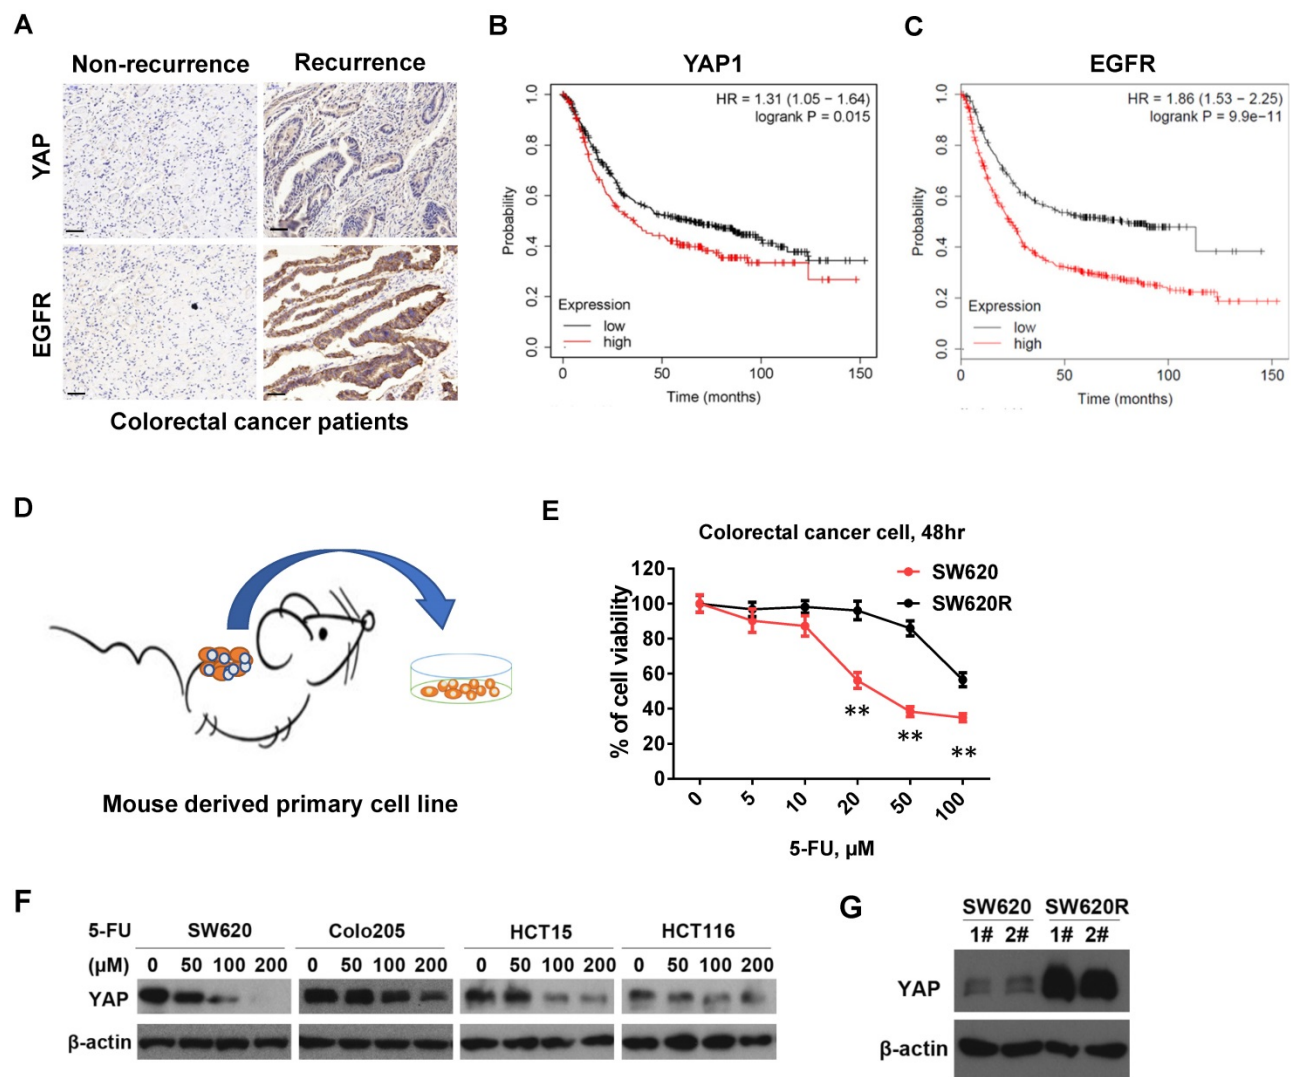 A
Non-recurrence
Recurrence
YAP
EGFR
Colorectal cancer patients
B
YAP1
HR = 1.31 (1.05 − 1.64)
logrank P = 0.015
Probability
1.0
0.8
0.6
0.4
0.2
0.0
Expression
low
high
0 50 100 150
Time (months)
C
EGFR
HR = 1.86 (1.53 − 2.25)
logrank P = 9.9e−11
Probability
1.0
0.8
0.6
0.4
0.2
0.0
Expression
low
high
0 50 100 150
Time (months)
D
Mouse derived primary cell line
E
Colorectal cancer cell, 48hr
SW620
SW620R
% of cell viability
120
100
80
60
40
20
0
**
**
**
0 5 10 20 50 100
5-FU, µM
F
5-FU SW620 Colo205 HCT15 HCT116
(µM) 0 50 100 200 0 50 100 200 0 50 100 200 0 50 100 200
YAP
β-actin
G
SW620 SW620R
1# 2# 1# 2#
YAP
β-actin